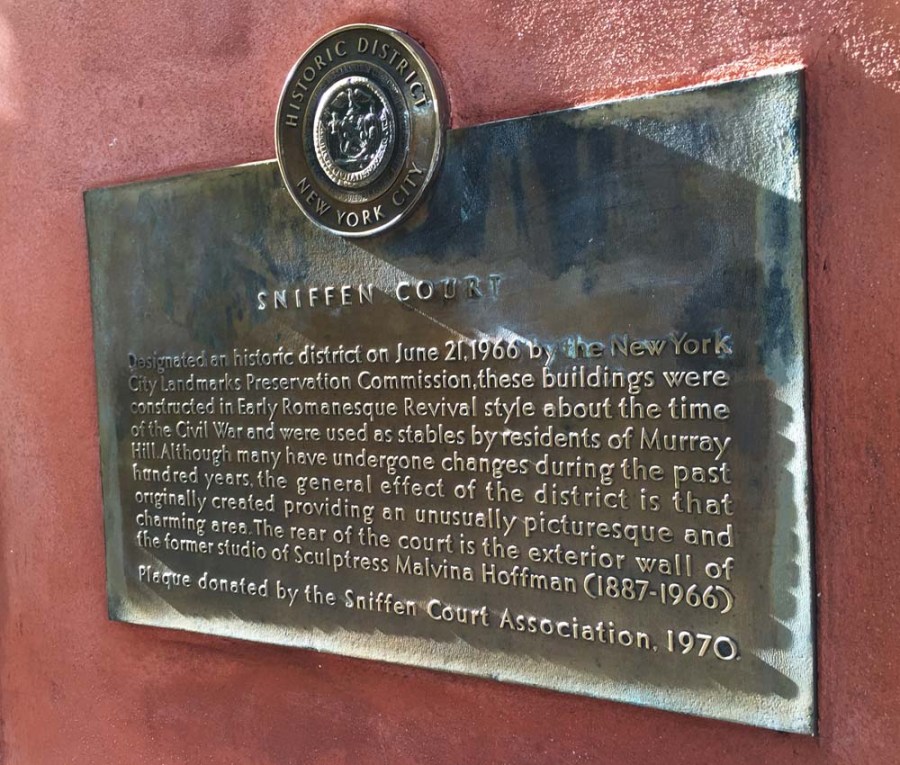 HISTORIC DISTRICT
NEW YORK CITY
SNIFFEN COURT
Designated an historic district on June 21, 1966 by the New York
City Landmarks Preservation Commission, these buildings were
constructed in Early Romanesque Revival style about the time
of the Civil War and were used as stables by residents of Murray
Hill. Although many have undergone changes during the past
hundred years, the general effect of the district is that
originally created providing an unusually picturesque and
charming area. The rear of the court is the exterior wall of
the former studio of Sculptress Malvina Hoffman (1887-1966)
Plaque donated by the Sniffen Court Association, 1970.